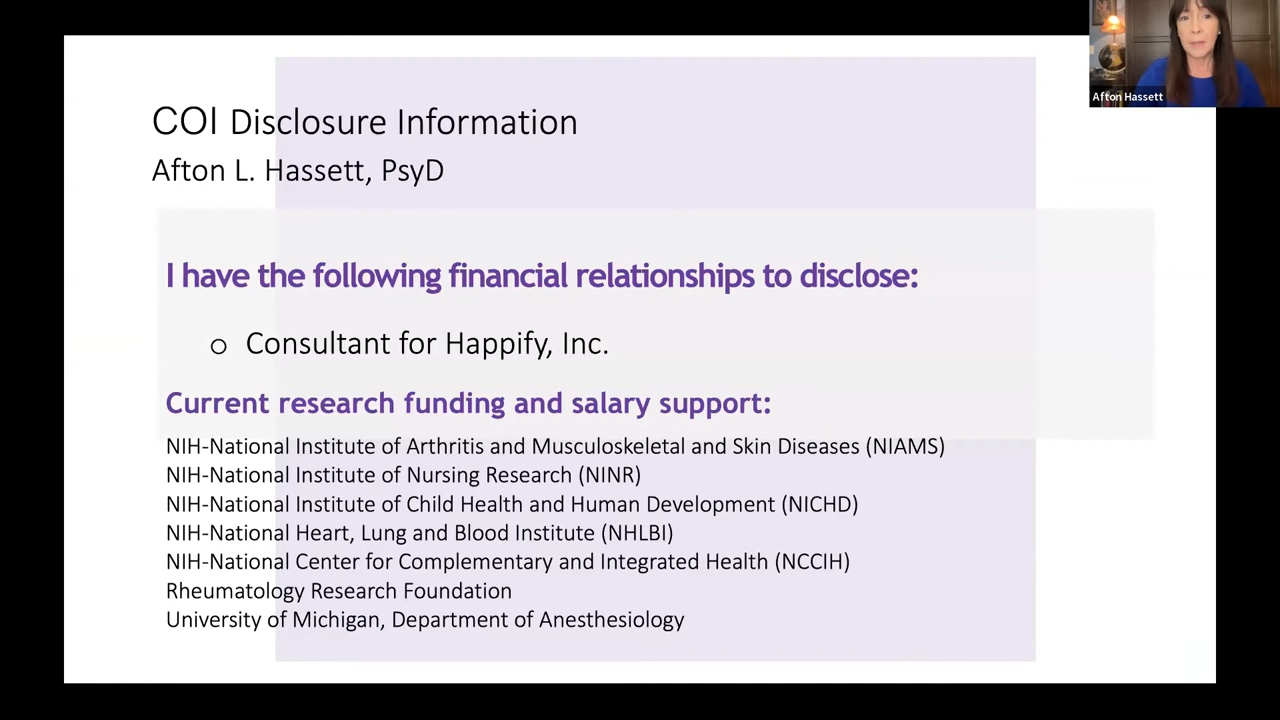 COI Disclosure Information
Afton L. Hassett, PsyD
Afton Hassett
I have the following financial relationships to disclose:
o Consultant for Happify, Inc.
Current research funding and salary support:
NIH-National Institute of Arthritis and Musculoskeletal and Skin Diseases (NIAMS)
NIH-National Institute of Nursing Research (NINR)
NIH-National Institute of Child Health and Human Development (NICHD)
NIH-National Heart, Lung and Blood Institute (NHLBI)
NIH-National Center for Complementary and Integrated Health (NCCIH)
Rheumatology Research Foundation
University of Michigan, Department of Anesthesiology